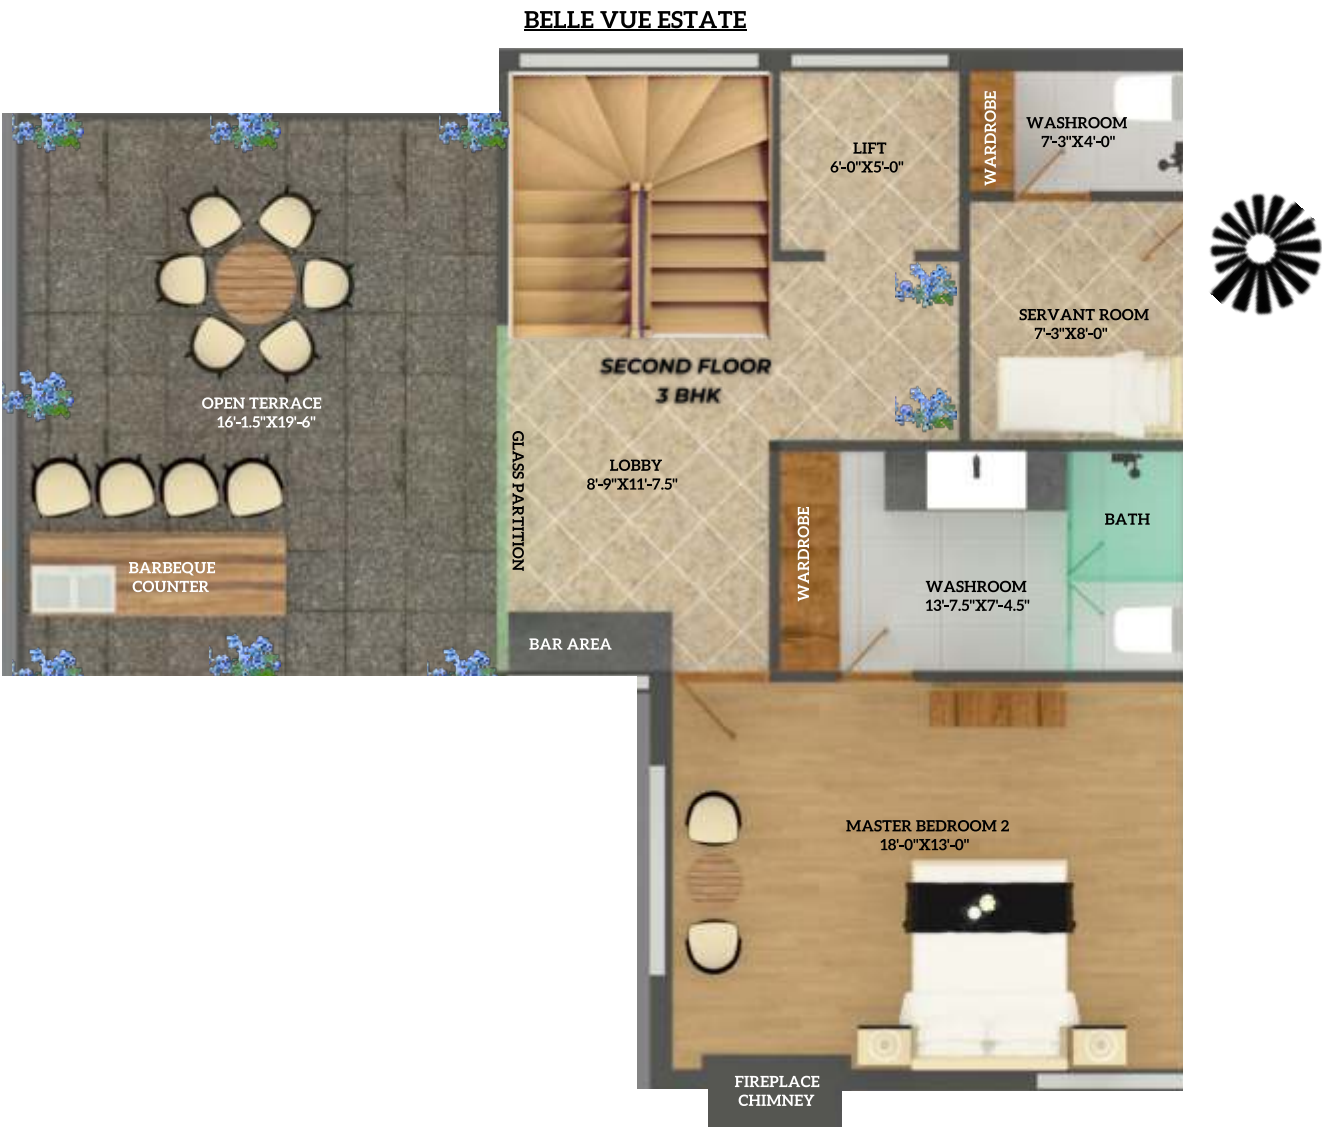 BELLE VUE ESTATE
WARDROBE
WASHROOM
7'-3"X4'-0"
LIFT
6'-0"X5'-0"
SERVANT ROOM
7'-3"X8'-0"
SECOND FLOOR
3 BHK
OPEN TERRACE
16'-1.5"X19'-6"
GLASS PARTITION
LOBBY
8'-9"X11'-7.5"
WARDROBE
BATH
BARBEQUE
COUNTER
WASHROOM
13'-7.5"X7'-4.5"
BAR AREA
MASTER BEDROOM 2
18'-0"X13'-0"
FIREPLACE
CHIMNEY